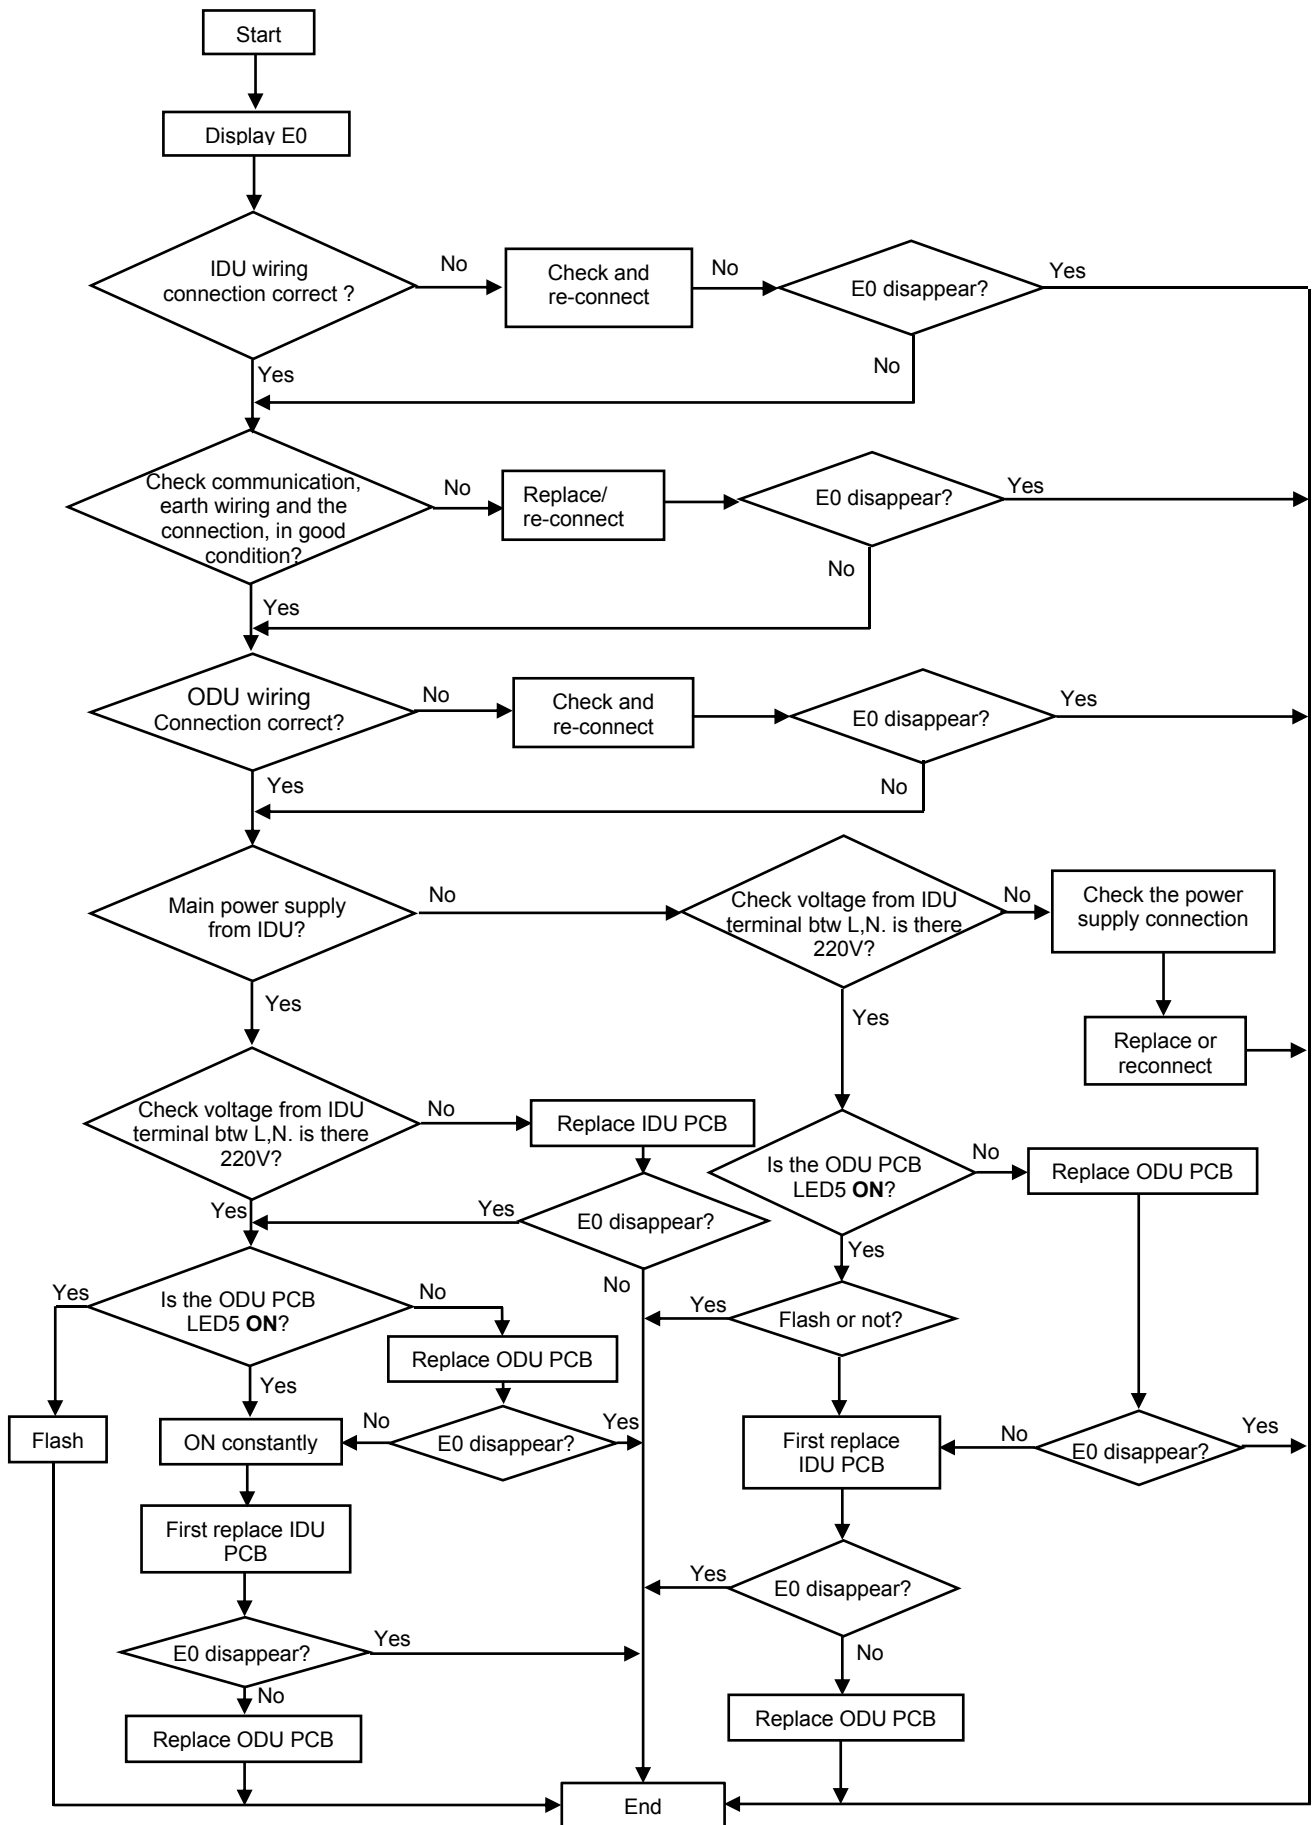 Start
Display E0
IDU wiring
connection correct ?
No
Check and
re-connect
No
E0 disappear?
Yes
No
Yes
Check communication,
earth wiring and the
connection, in good
condition?
No
Replace/
re-connect
E0 disappear?
Yes
No
Yes
ODU wiring
Connection correct?
No
Check and
re-connect
E0 disappear?
Yes
No
Yes
Main power supply
from IDU?
No
Check voltage from IDU
terminal btw L,N. is there
220V?
No
Check the power
supply connection
Yes
Yes
Replace or
reconnect
Check voltage from IDU
terminal btw L,N. is there
220V?
No
Replace IDU PCB
Is the ODU PCB
LED5 ON?
No
Replace ODU PCB
Yes
Yes
E0 disappear?
Yes
No
Yes
Is the ODU PCB
LED5 ON?
No
Yes
Flash or not?
Replace ODU PCB
Yes
Flash
ON constantly
No
E0 disappear?
Yes
First replace
IDU PCB
No
E0 disappear?
Yes
First replace IDU
PCB
Yes
E0 disappear?
E0 disappear?
Yes
No
No
Replace ODU PCB
Replace ODU PCB
End